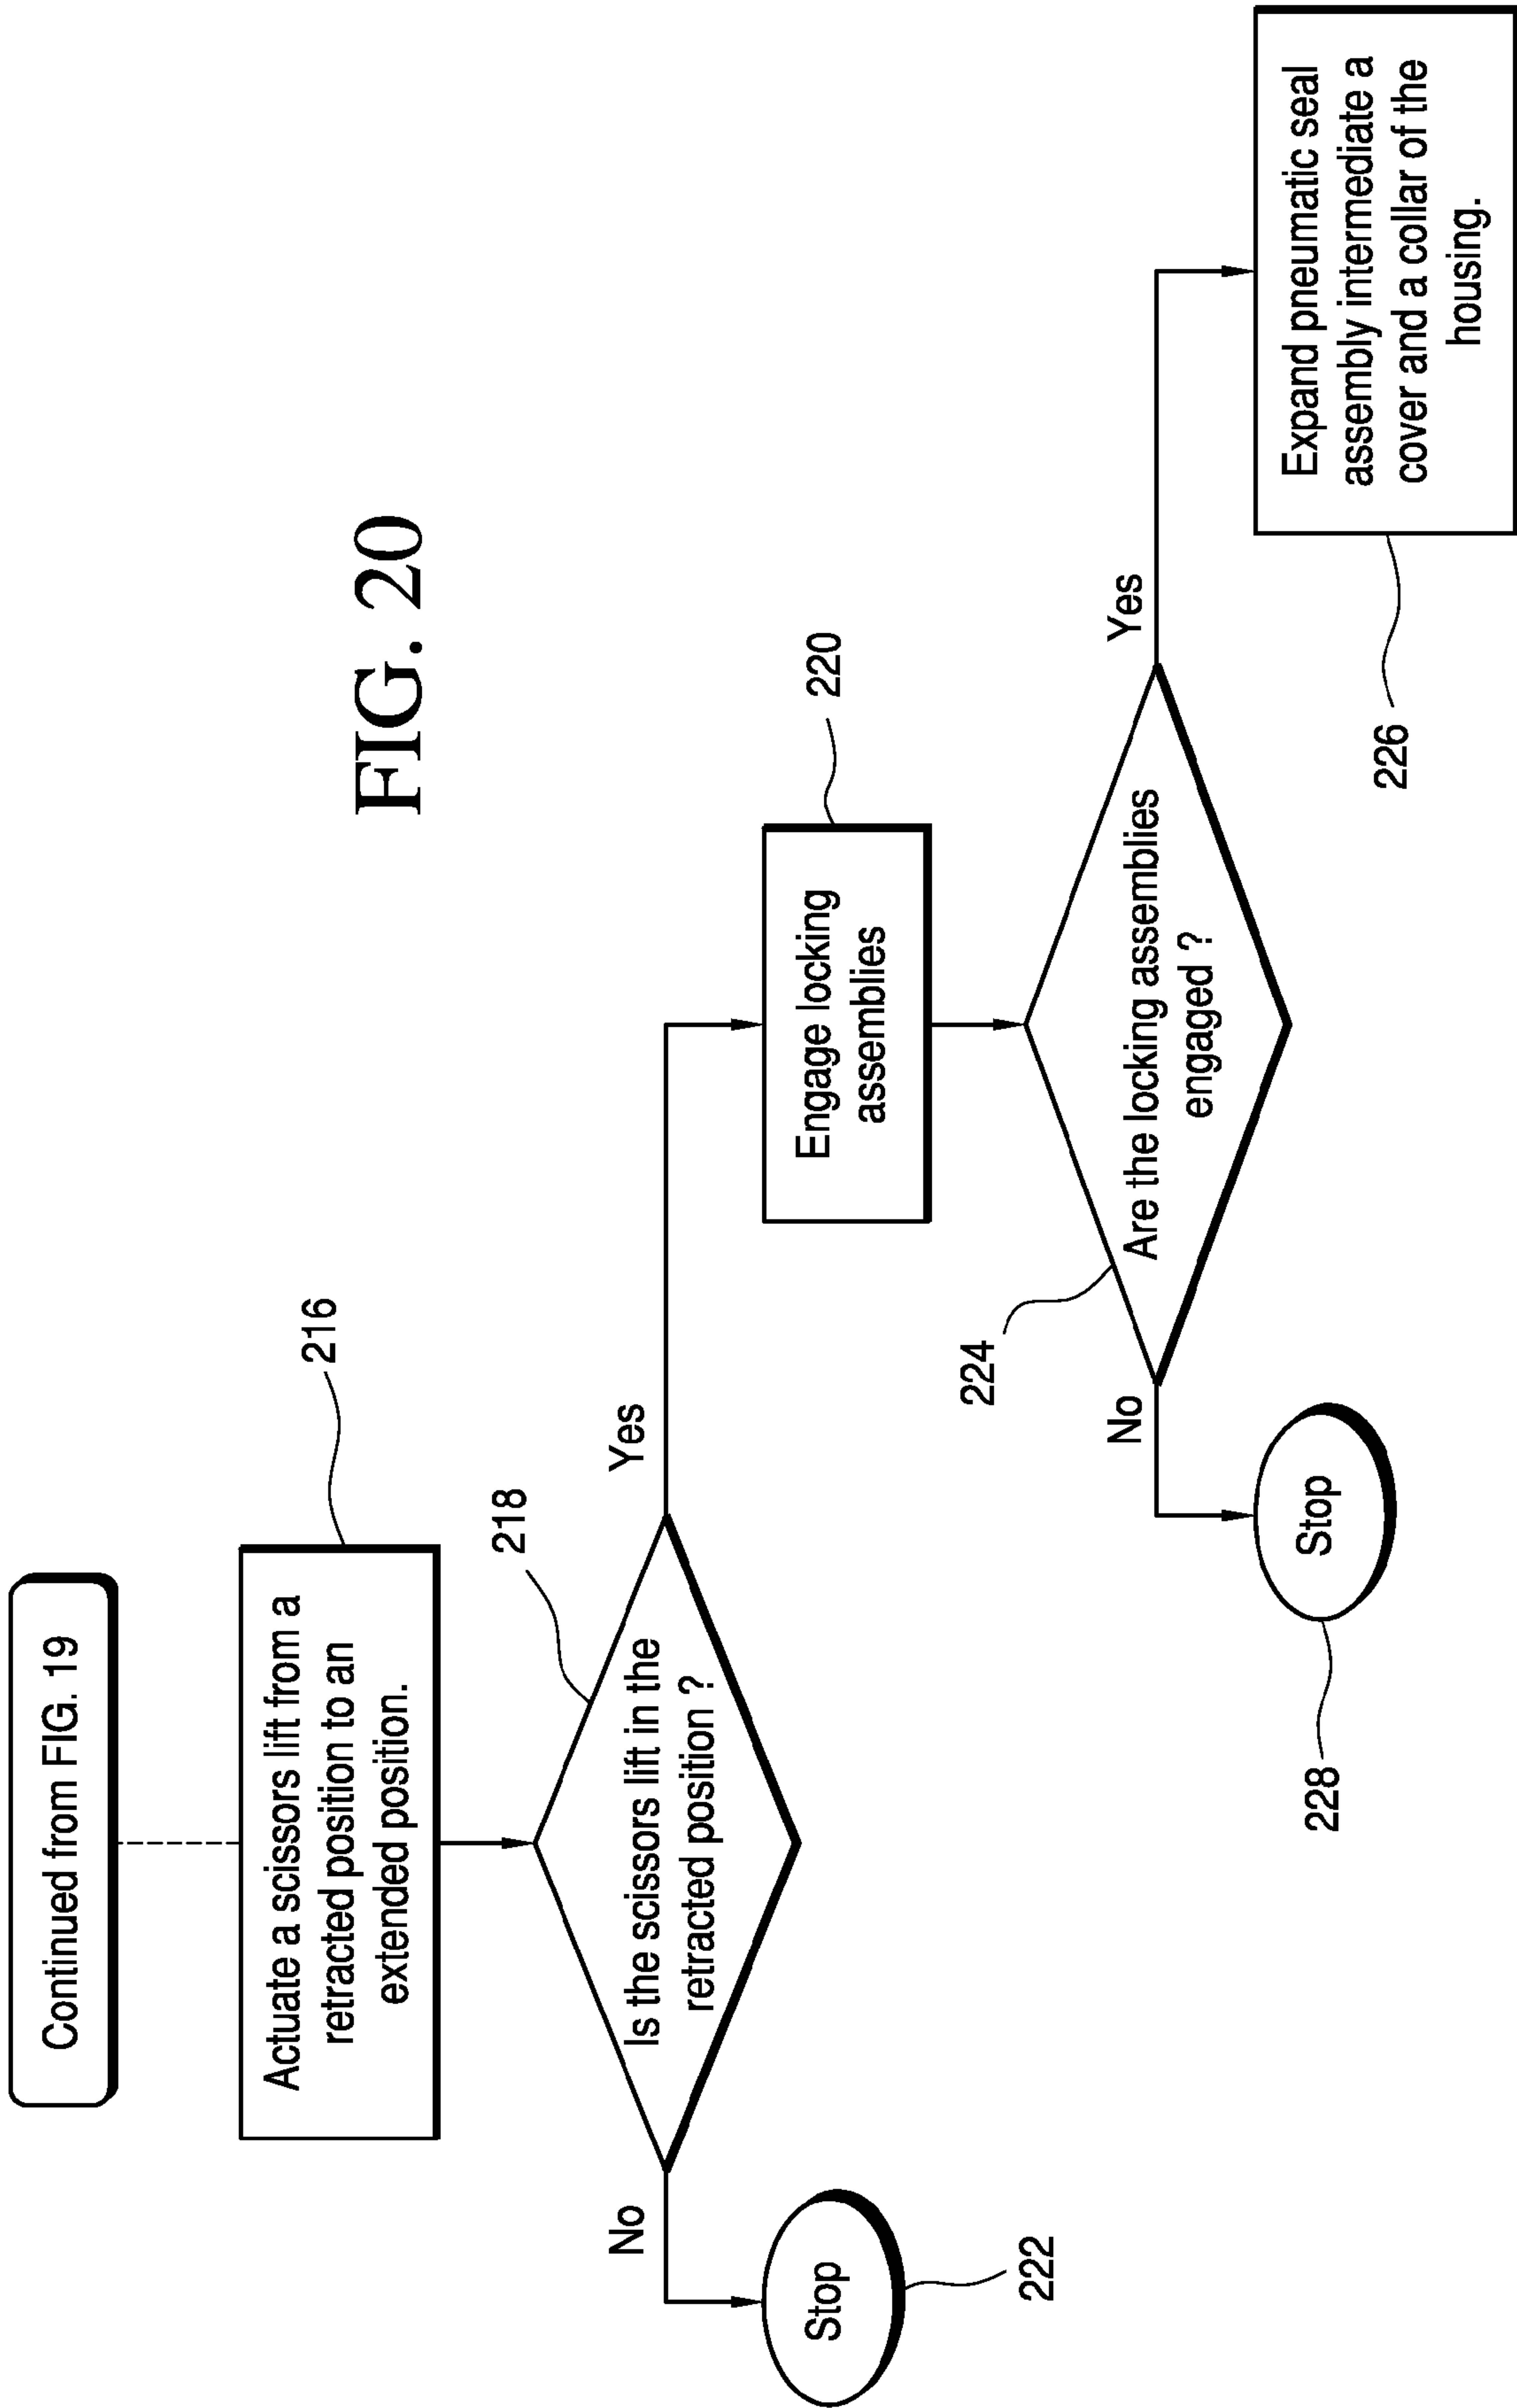 FIG. 20
Continued from FIG. 19
Actuate a scissors lift from a
retracted position to an
extended position.
216
Is the scissors lift in the
retracted position ?
218
No
Yes
Stop
222
Engage locking
assemblies
220
Are the locking assemblies
engaged ?
224
No
Yes
Stop
228
Expand pneumatic seal
assembly intermediate a
cover and a collar of the
housing.
226